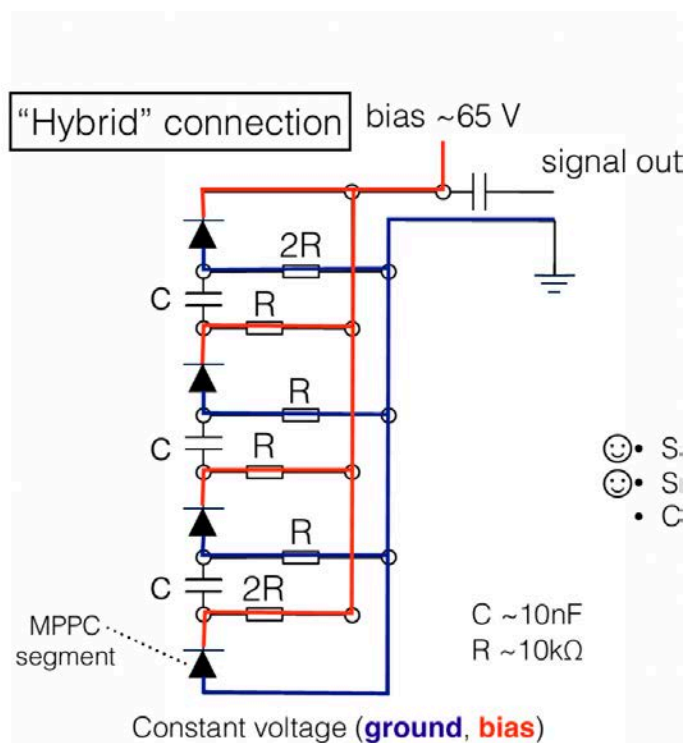 “Hybrid” connection
bias ~65 V
signal out
2R
C
R
R
C
R
R
C
2R
MPPC
segment
C ~10nF
R ~10kΩ
Constant voltage (ground, bias)